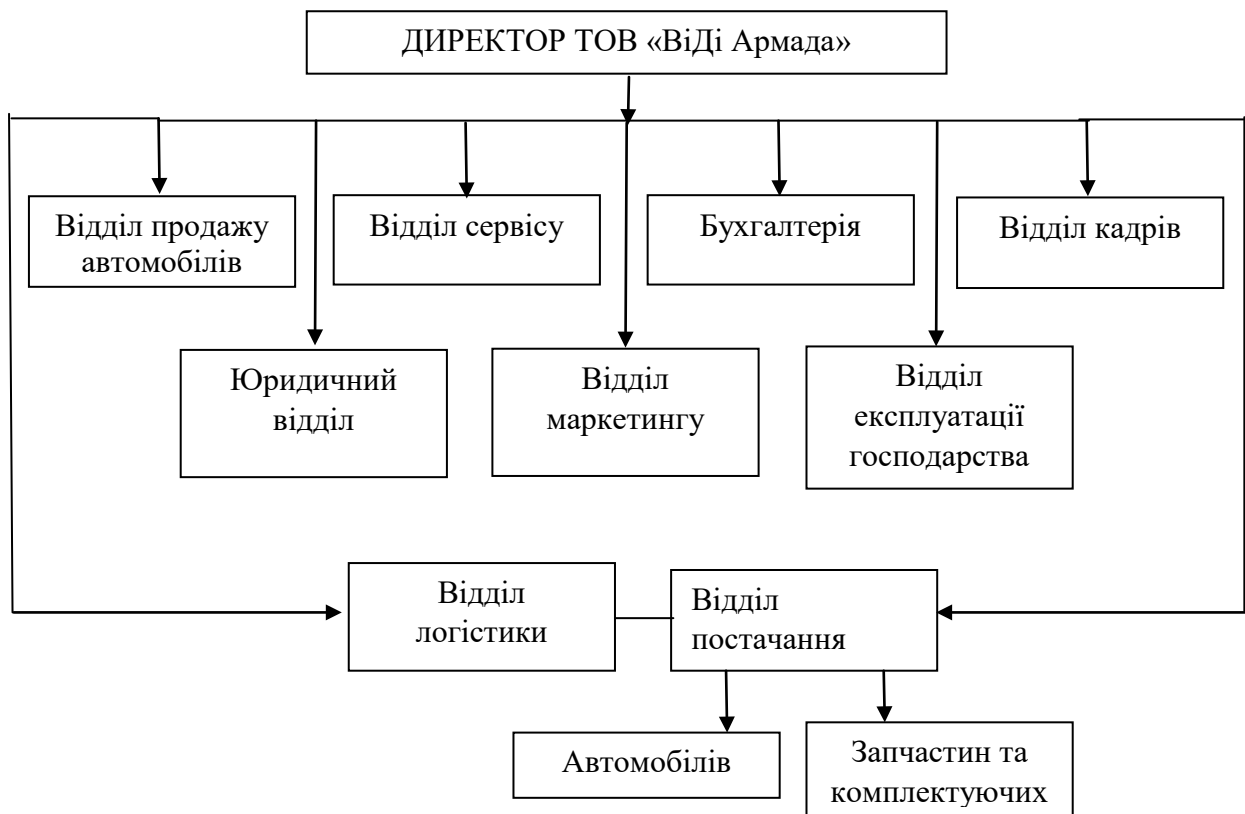 ДИРЕКТОР ТОВ «ВіДі Армада»
Відділ продажу
автомобілів
Відділ сервісу
Бухгалтерія
Відділ кадрів
Юридичний
відділ
Відділ
маркетингу
Відділ
експлуатації
господарства
Відділ
логістики
Відділ
постачання
Автомобілів
Запчастин та
комплектуючих